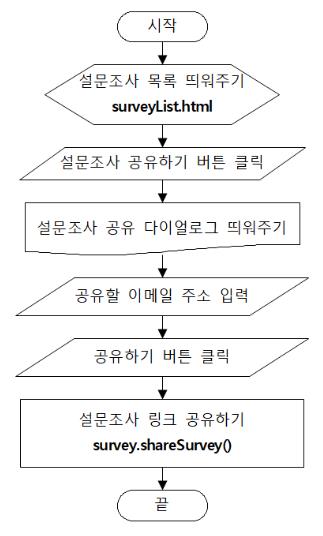 시작
설문조사 목록 띄워주기
surveyList.html
설문조사 공유하기 버튼 클릭
설문조사 공유 다이얼로그 띄워주기
공유할 이메일 주소 입력
공유하기 버튼 클릭
설문조사 링크 공유하기
survey.shareSurvey()
끝